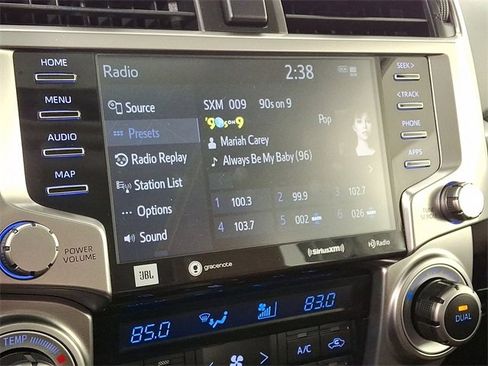 HOME
MENU
AUDIO
MAP
POWER
VOLUME
Radio
2:38
Source
Presets
Radio Replay
Station List
Options
Sound
SXM 009 90s on 9
'90s ON 9
Pop
Mariah Carey
Always Be My Baby (96)
1 100.3
2 99.9
3 102.7
4 103.7
5 002
6 026
JBL
gracenote
SiriusXM
HD Radio
SEEK >
< TRACK
PHONE
APPS
85.0
83.0
TEMP
A/C
DUAL